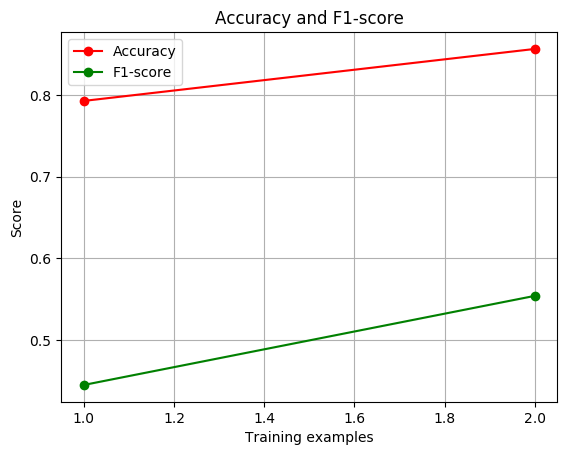 Accuracy and F1-score
Accuracy
F1-score
0.8
0.7
0.6
0.5
Score
1.0 1.2 1.4 1.6 1.8 2.0
Training examples